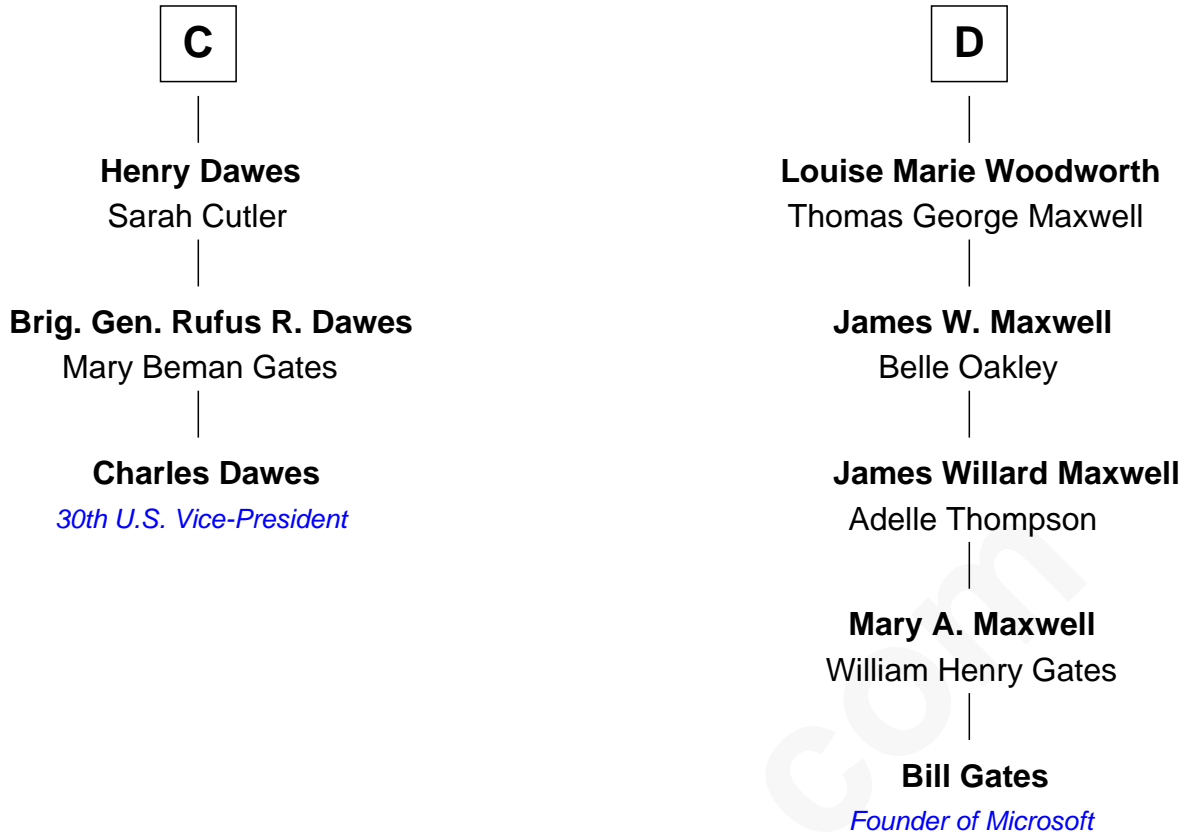 C
Henry Dawes
Sarah Cutler
Brig. Gen. Rufus R. Dawes
Mary Beman Gates
Charles Dawes
30th U.S. Vice-President
D
Louise Marie Woodworth
Thomas George Maxwell
James W. Maxwell
Belle Oakley
James Willard Maxwell
Adelle Thompson
Mary A. Maxwell
William Henry Gates
Bill Gates
Founder of Microsoft
com